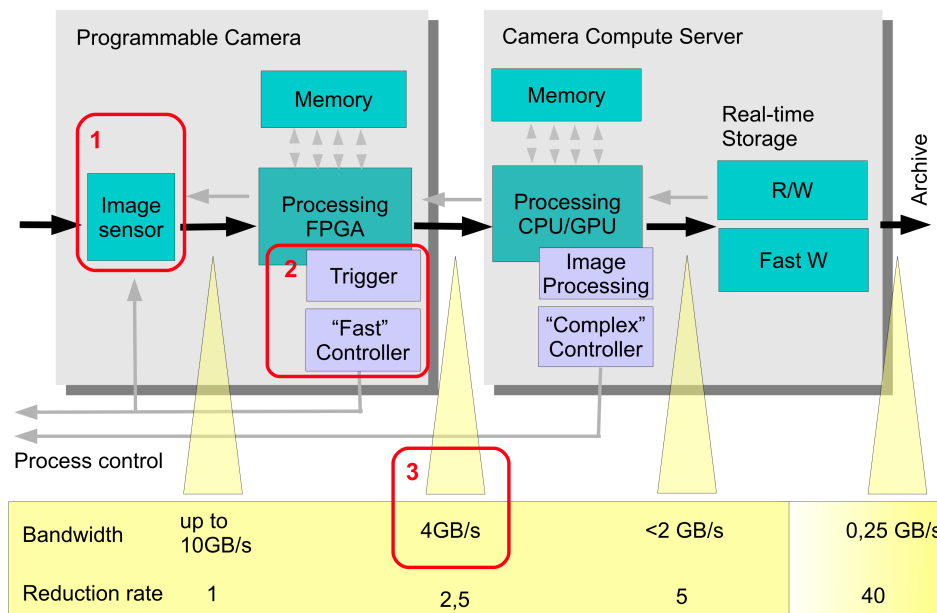 Programmable Camera
Camera Compute Server
Memory
Memory
Real-time
Storage
Archive
1
Image
sensor
Processing
FPGA
Processing
CPU/GPU
R/W
Fast W
2
Trigger
“Fast”
Controller
Image
Processing
“Complex”
Controller
Process control
3
Bandwidth
up to
10GB/s
4GB/s
<2 GB/s
0,25 GB/s
Reduction rate
1
2,5
5
40